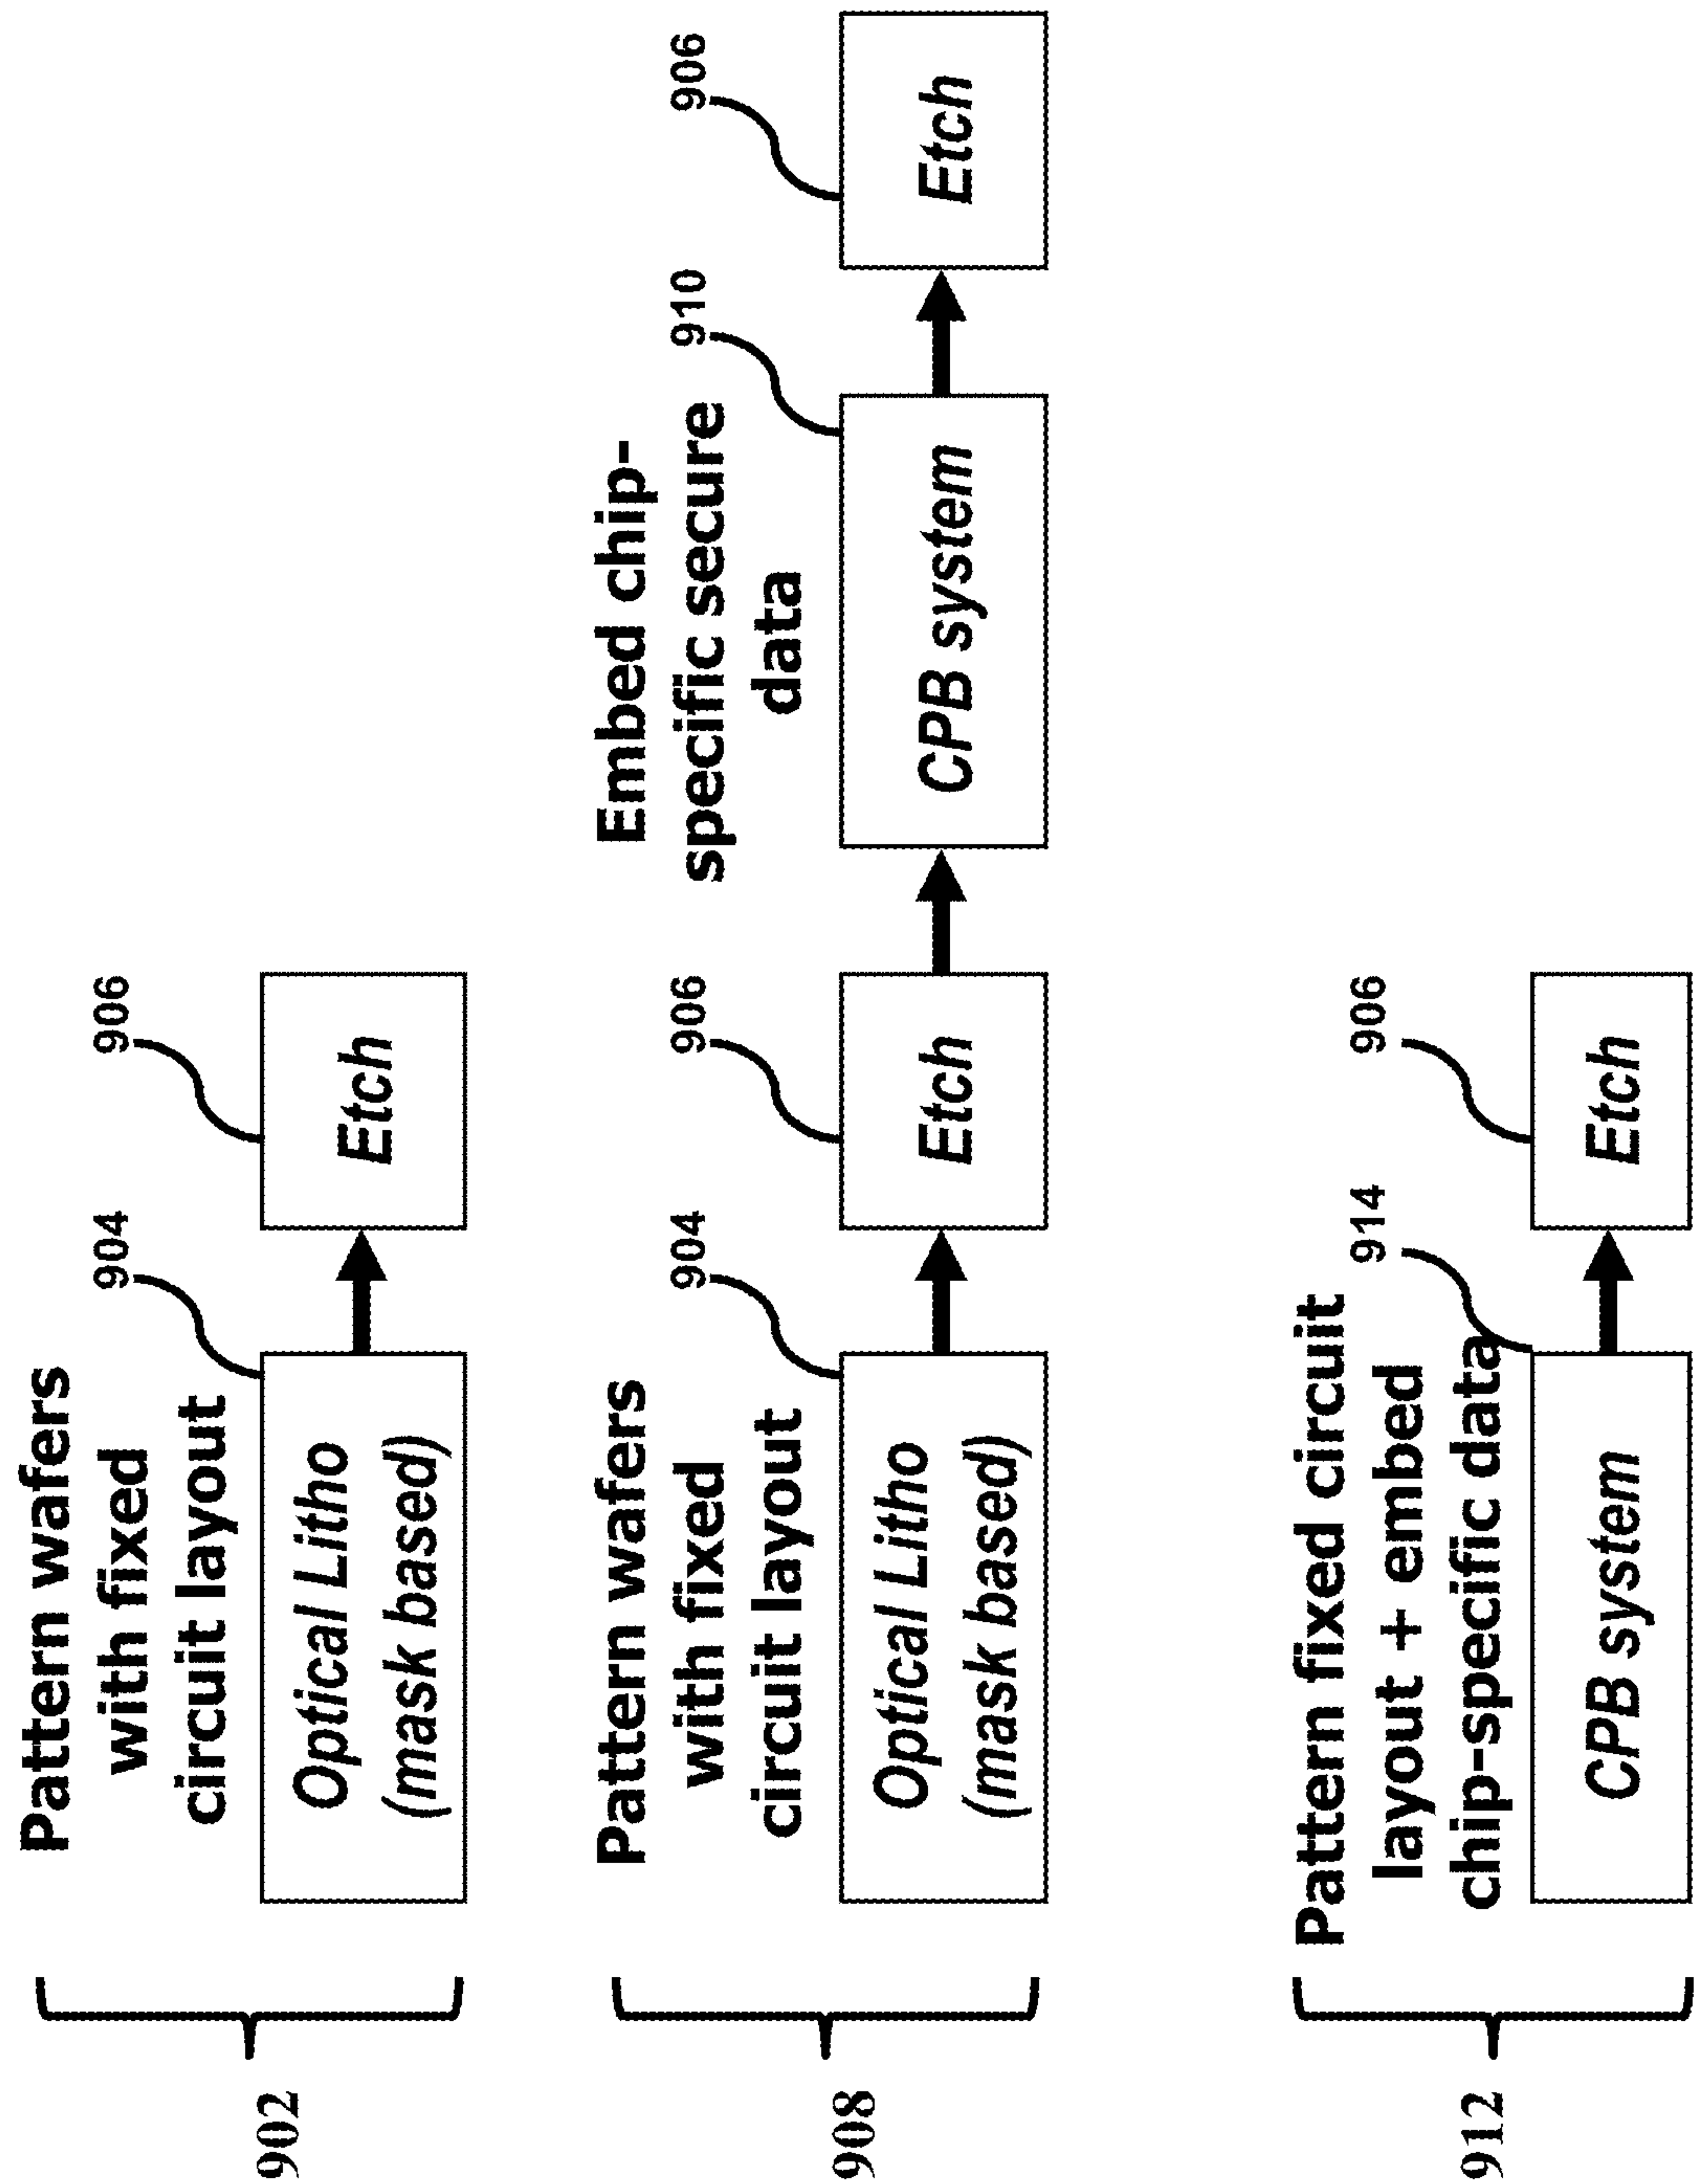 902
Pattern wafers
with fixed
circuit layout
904
906
Optical Litho
(mask based)
Etch
908
Pattern wafers
with fixed
circuit layout
904
906
Embed chip-
specific secure
data
910
906
Optical Litho
(mask based)
Etch
CPB system
Etch
912
Pattern fixed circuit
layout + embed
chip-specific data
914
906
CPB system
Etch